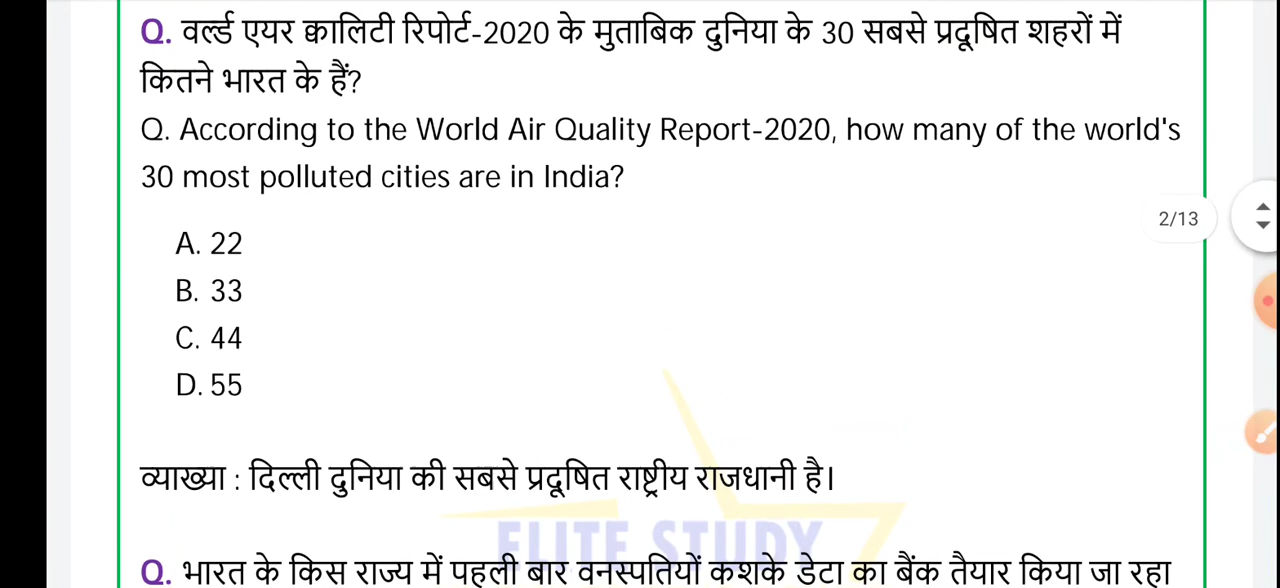 Q. वर्ल्ड एयर क्वालिटी रिपोर्ट-2020 के मुताबिक दुनिया के 30 सबसे प्रदूषित शहरों में
कितने भारत के हैं?
Q. According to the World Air Quality Report-2020, how many of the world's
30 most polluted cities are in India?
2/13
A. 22
B. 33
C. 44
D. 55
व्याख्या : दिल्ली दुनिया की सबसे प्रदूषित राष्ट्रीय राजधानी है।
ELITE STUDY
Q. भारत के किस राज्य में पहली बार वनस्पतियों कशके डेटा का बैंक तैयार किया जा रहा